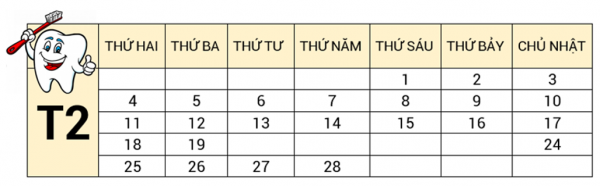 THỨ HAI THỨ BA THỨ TƯ THỨ NĂM THỨ SÁU THỨ BẢY CHỦ NHẬT
T2
1 2 3
4 5 6 7 8 9 10
11 12 13 14 15 16 17
18 19 24
25 26 27 28